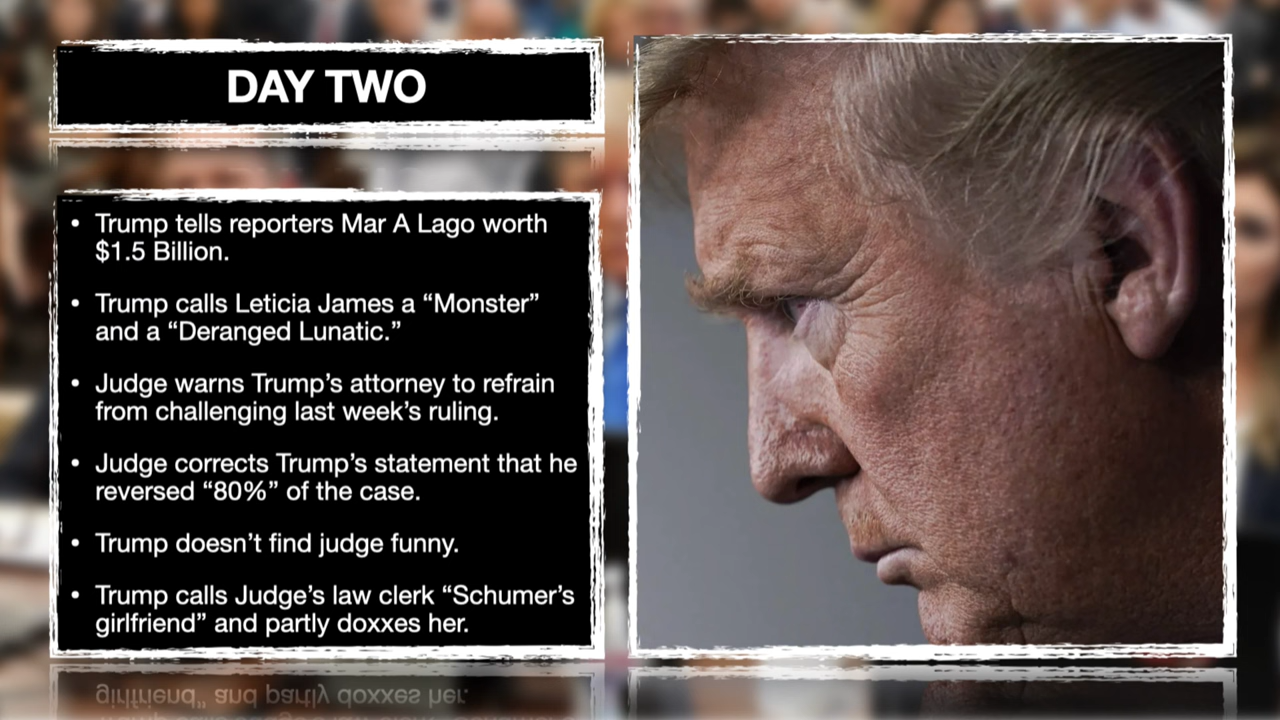 DAY TWO
• Trump tells reporters Mar A Lago worth
$1.5 Billion.
• Trump calls Leticia James a “Monster”
and a “Deranged Lunatic.”
• Judge warns Trump’s attorney to refrain
from challenging last week’s ruling.
• Judge corrects Trump’s statement that he
reversed “80%” of the case.
• Trump doesn’t find judge funny.
• Trump calls Judge’s law clerk “Schumer’s
girlfriend” and partly doxxes her.